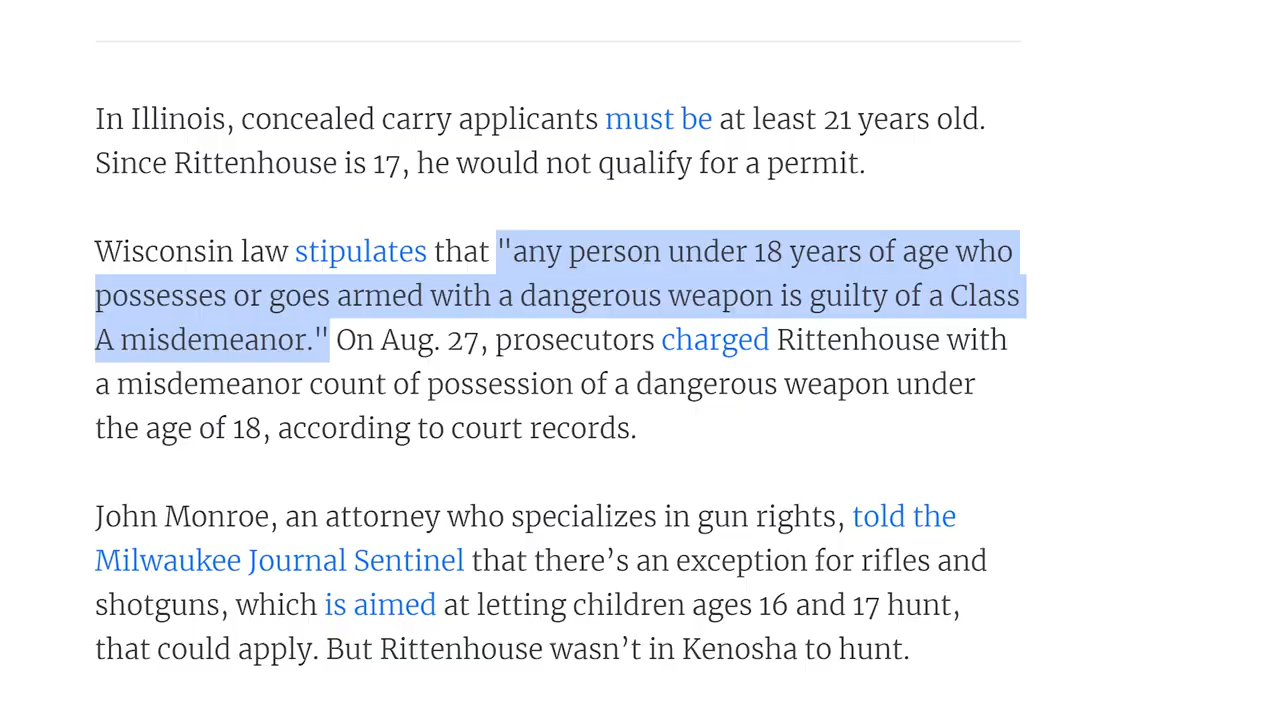 In Illinois, concealed carry applicants must be at least 21 years old.
Since Rittenhouse is 17, he would not qualify for a permit.
Wisconsin law stipulates that "any person under 18 years of age who
possesses or goes armed with a dangerous weapon is guilty of a Class
A misdemeanor." On Aug. 27, prosecutors charged Rittenhouse with
a misdemeanor count of possession of a dangerous weapon under
the age of 18, according to court records.
John Monroe, an attorney who specializes in gun rights, told the
Milwaukee Journal Sentinel that there’s an exception for rifles and
shotguns, which is aimed at letting children ages 16 and 17 hunt,
that could apply. But Rittenhouse wasn’t in Kenosha to hunt.